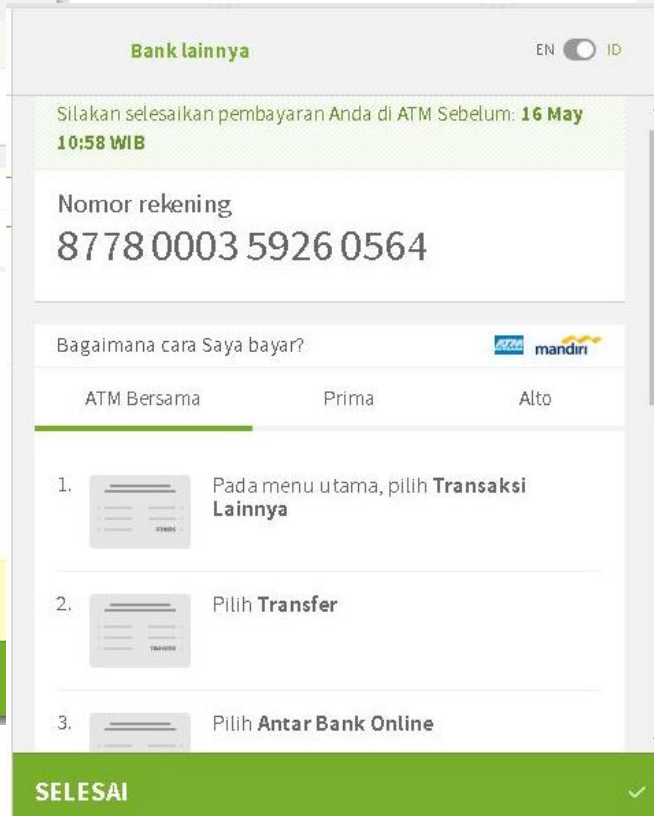 Bank lainnya
EN ID
Silakan selesaikan pembayaran Anda di ATM Sebelum: 16 May
10:58 WIB
Nomor rekening
8778 0003 5926 0564
Bagaimana cara Saya bayar?
ATM mandiri
ATM Bersama Prima Alto
1. Pada menu utama, pilih Transaksi
Lainnya
OTHERS
2. Pilih Transfer
TRANSFER
3. Pilih Antar Bank Online
SELESAI